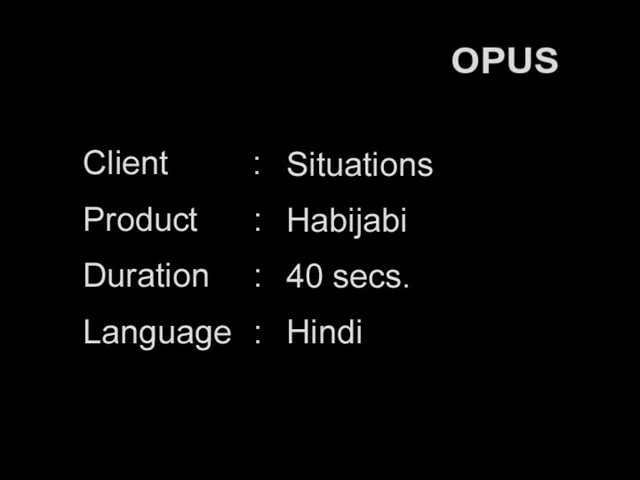 OPUS
Client : Situations
Product : Habijabi
Duration : 40 secs.
Language : Hindi